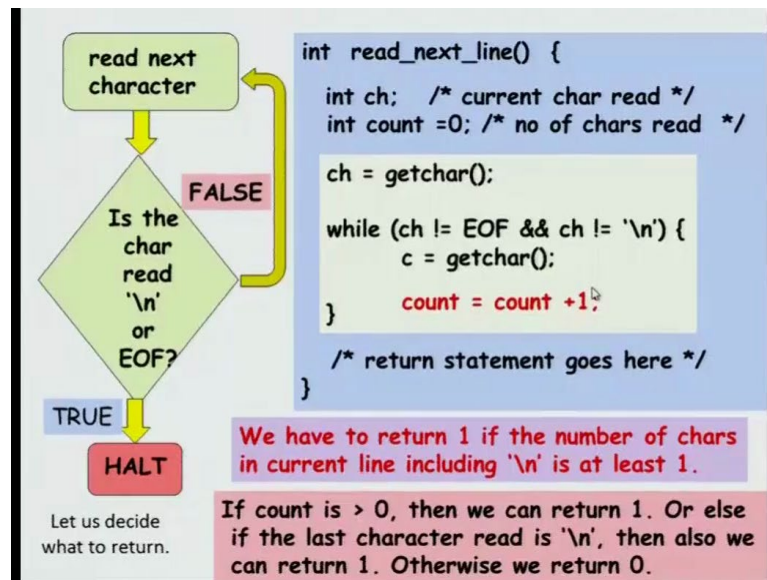 read next
character
FALSE
Is the
char
read
'\n'
or
EOF?
TRUE
HALT
Let us decide
what to return.
int read_next_line() {
int ch; /* current char read */
int count =0; /* no of chars read */
ch = getchar();
while (ch != EOF && ch != '\n') {
c = getchar();
count = count +1;
}
/* return statement goes here */
}
We have to return 1 if the number of chars
in current line including '\n' is at least 1.
If count is > 0, then we can return 1. Or else
if the last character read is '\n', then also we
can return 1. Otherwise we return 0.